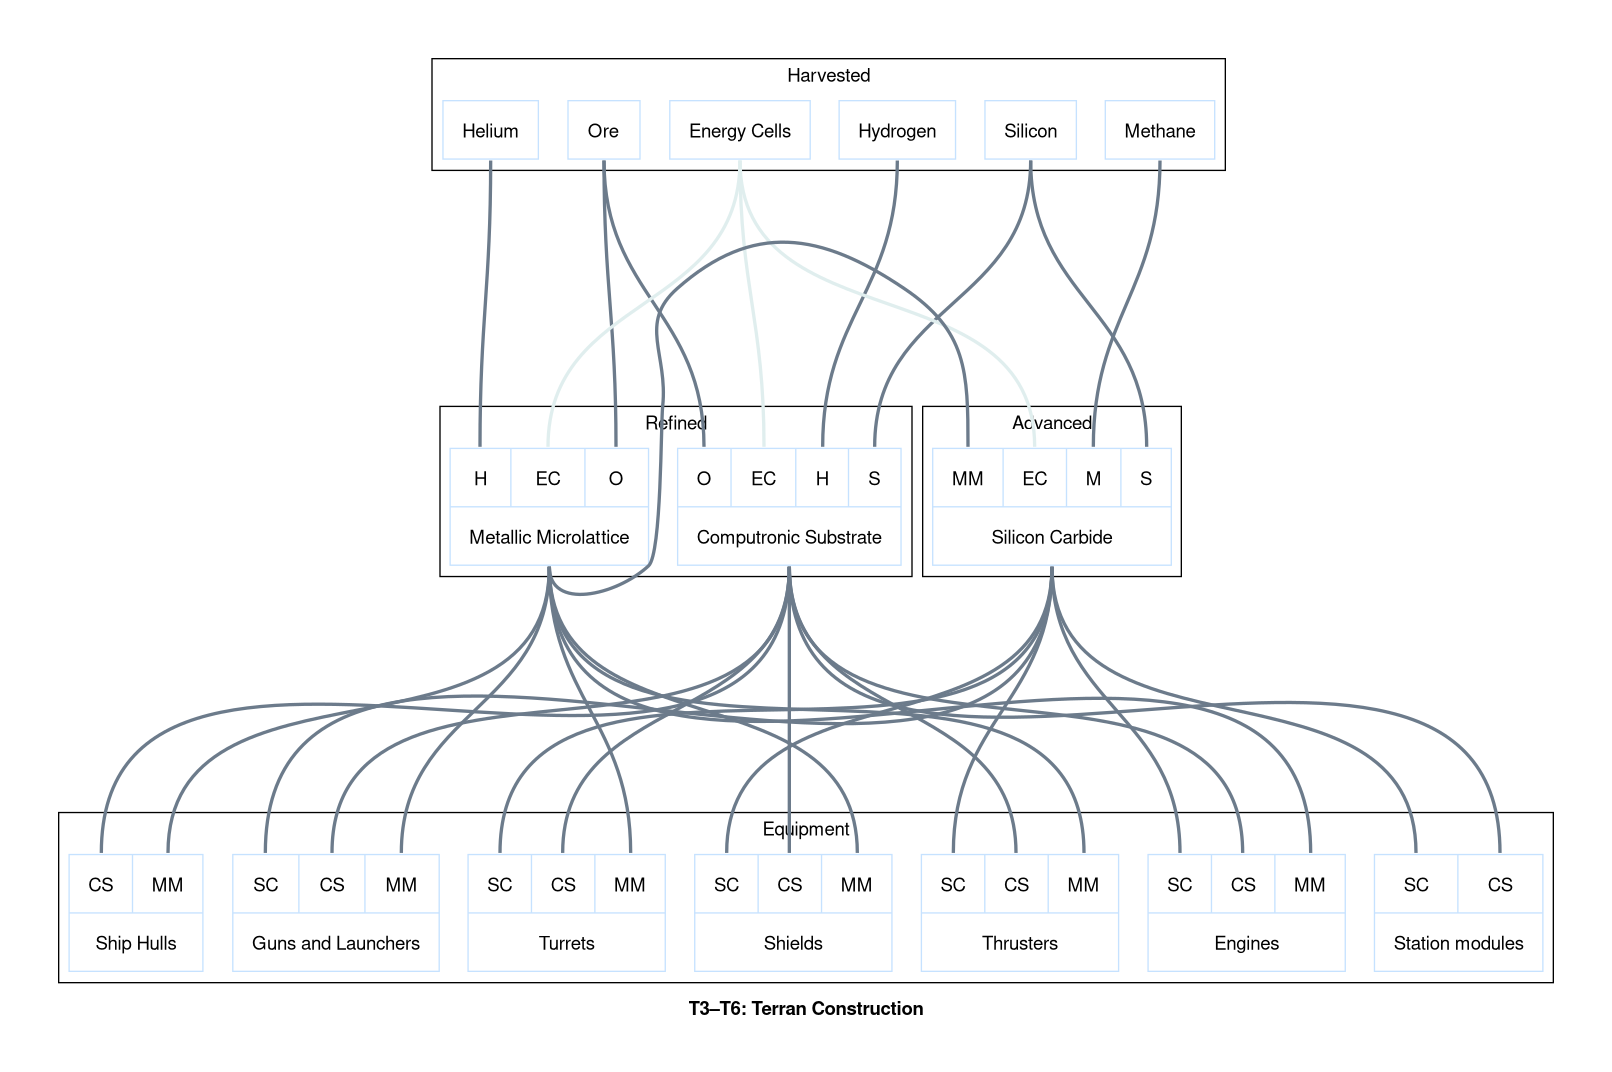 Harvested
Helium Ore Energy Cells Hydrogen Silicon Methane
Refined Advanced
H EC O O EC H S MM EC M S
Metallic Microlattice Computronic Substrate Silicon Carbide
Equipment
CS MM SC CS MM SC CS MM SC CS MM SC CS MM SC CS MM SC CS
Ship Hulls Guns and Launchers Turrets Shields Thrusters Engines Station modules
T3–T6: Terran Construction